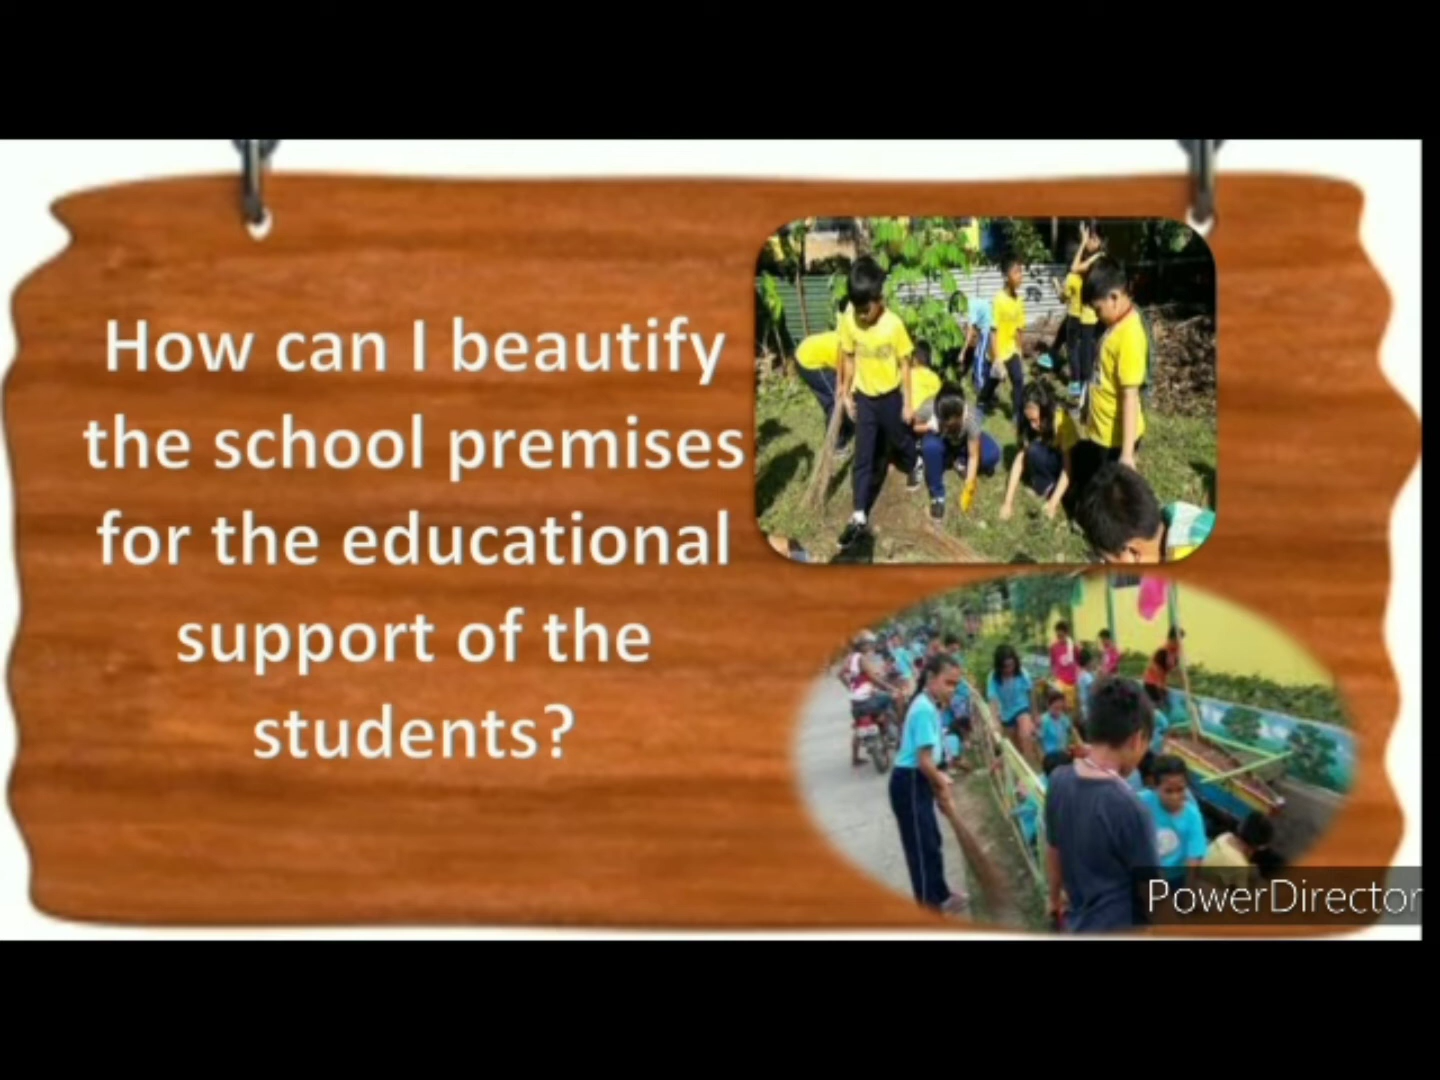 How can I beautify
the school premises
for the educational
support of the
students?
PowerDirector